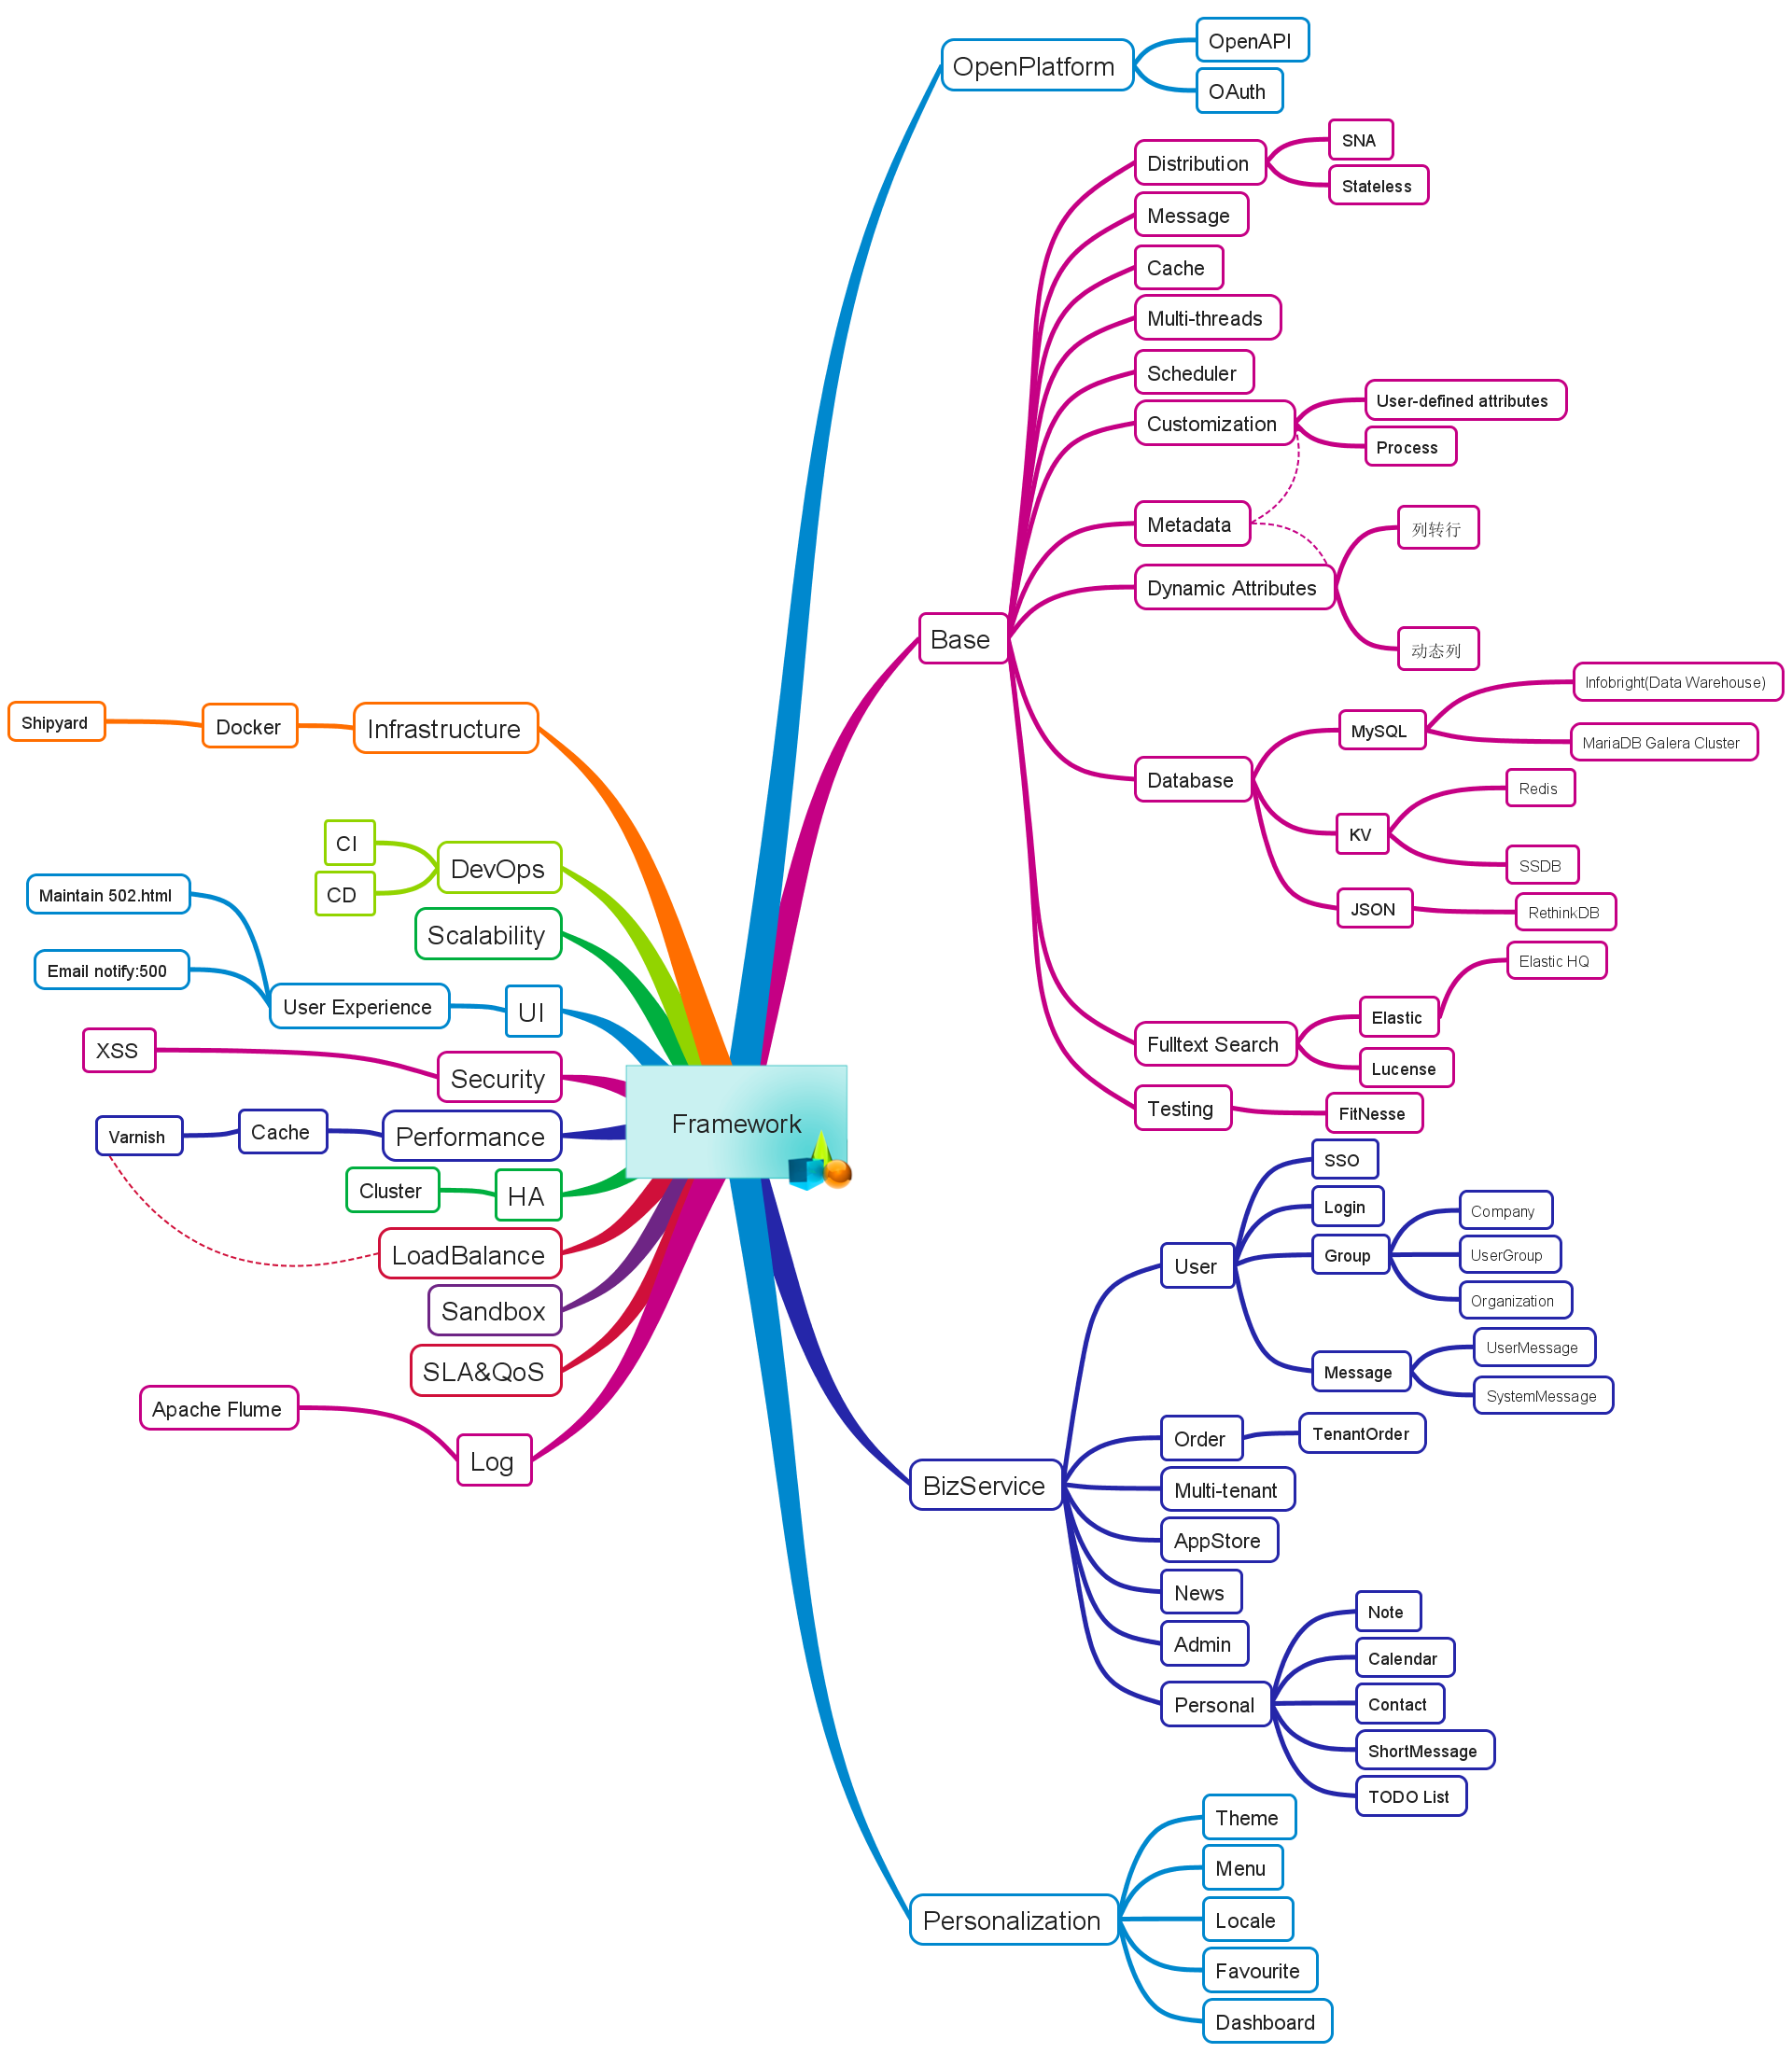 Framework
OpenPlatform
OpenAPI
OAuth
Base
Distribution
SNA
Stateless
Message
Cache
Multi-threads
Scheduler
Customization
User-defined attributes
Process
Metadata
Dynamic Attributes
列转行
动态列
Database
MySQL
Infobright(Data Warehouse)
MariaDB Galera Cluster
KV
Redis
SSDB
JSON
RethinkDB
Fulltext Search
Elastic
Elastic HQ
Lucense
Testing
FitNesse
BizService
User
SSO
Login
Group
Company
UserGroup
Organization
Message
UserMessage
SystemMessage
Order
TenantOrder
Multi-tenant
AppStore
News
Admin
Personal
Note
Calendar
Contact
ShortMessage
TODO List
Personalization
Theme
Menu
Locale
Favourite
Dashboard
Infrastructure
Docker
Shipyard
DevOps
CI
CD
Scalability
UI
User Experience
Maintain 502.html
Email notify:500
Security
XSS
Performance
Cache
Varnish
HA
Cluster
LoadBalance
Sandbox
SLA&QoS
Log
Apache Flume